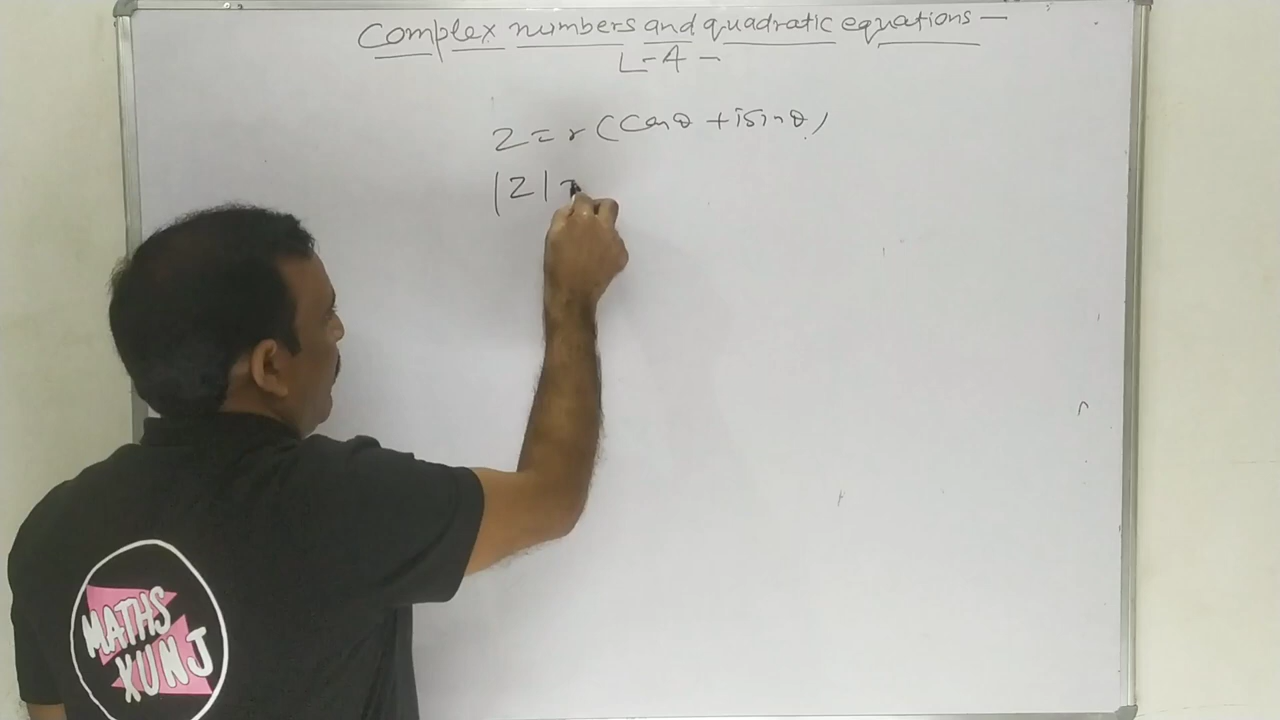 Complex numbers and quadratic equations —
L-4 —
z = r (cosθ + isinθ)
|z| =
MATHS
KUNJ